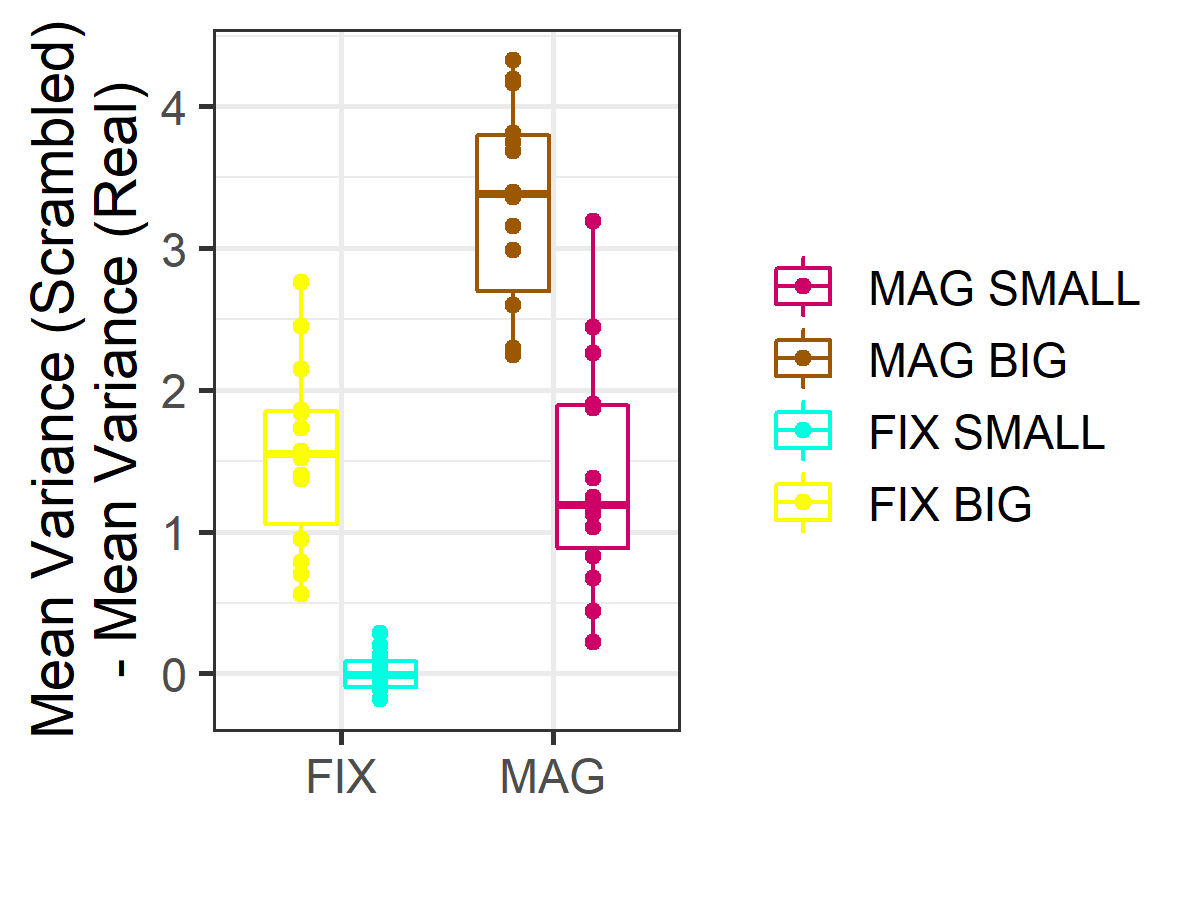 Mean Variance (Scrambled)
- Mean Variance (Real)
4
3
2
1
0
FIX
MAG
MAG SMALL
MAG BIG
FIX SMALL
FIX BIG